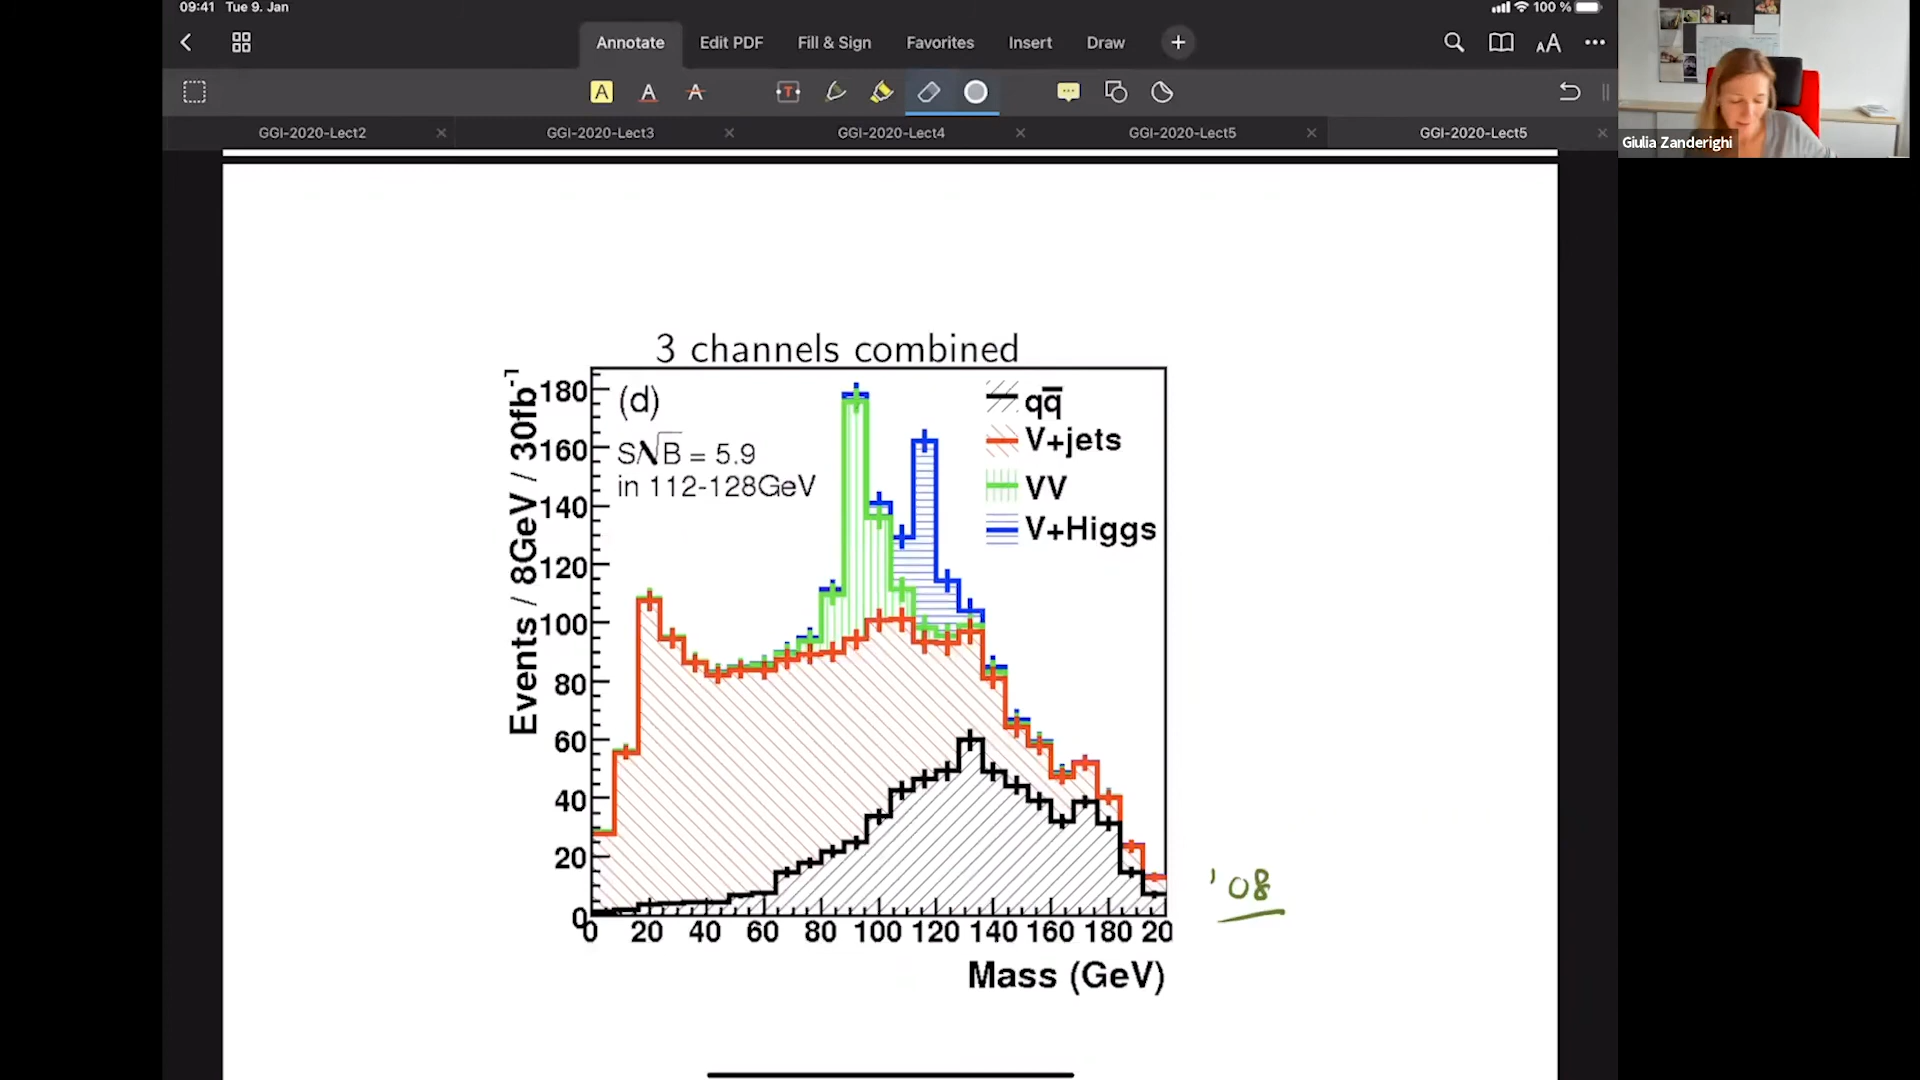 09:41 Tue 9. Jan
100 %
Annotate
Edit PDF
Fill & Sign
Favorites
Insert
Draw
AA
A
A
A
T
GGI-2020-Lect2
GGI-2020-Lect3
GGI-2020-Lect4
GGI-2020-Lect5
GGI-2020-Lect5
Giulia Zanderighi
3 channels combined
(d)
S/√B = 5.9
in 112-128GeV
qq̅
V+jets
VV
V+Higgs
Events / 8GeV / 30fb⁻¹
180
160
140
120
100
80
60
40
20
0
0 20 40 60 80 100 120 140 160 180 20
Mass (GeV)
'08